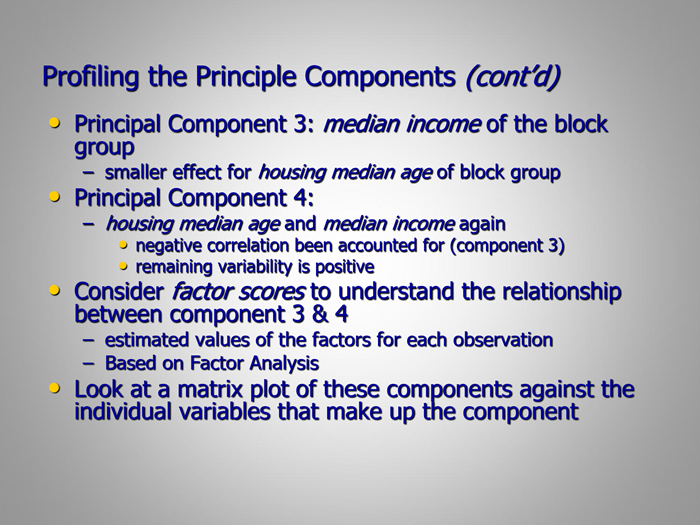 Profiling the Principle Components (cont'd)
• Principal Component 3: median income of the block
group
– smaller effect for housing median age of block group
• Principal Component 4:
– housing median age and median income again
• negative correlation been accounted for (component 3)
• remaining variability is positive
• Consider factor scores to understand the relationship
between component 3 & 4
– estimated values of the factors for each observation
– Based on Factor Analysis
• Look at a matrix plot of these components against the
individual variables that make up the component